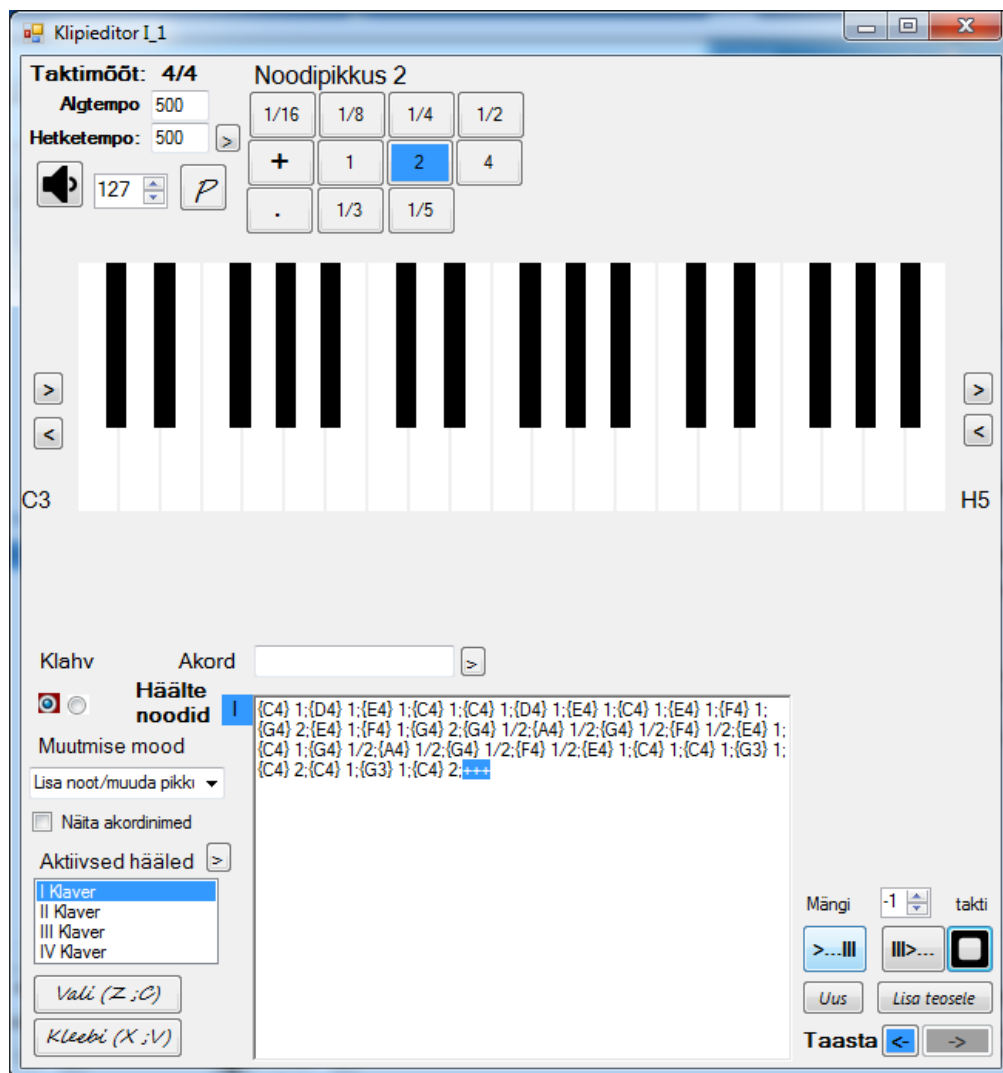 Klipieditor I_1
Taktimõõt: 4/4
Noodipikkus 2
Algtempo 500
Hetketempo: 500 >
127
P
1/16 1/8 1/4 1/2
+ 1 2 4
. 1/3 1/5
>
<
>
<
C3
H5
Klahv
Akord
>
Häälte
noodid
I
{C4} 1;{D4} 1;{E4} 1;{C4} 1;{C4} 1;{D4} 1;{E4} 1;{C4} 1;{E4} 1;{F4} 1;
{G4} 2;{E4} 1;{F4} 1;{G4} 2;{G4} 1/2;{A4} 1/2;{G4} 1/2;{F4} 1/2;{E4} 1;
{C4} 1;{G4} 1/2;{A4} 1/2;{G4} 1/2;{F4} 1/2;{E4} 1;{C4} 1;{C4} 1;{G3} 1;
{C4} 2;{C4} 1;{G3} 1;{C4} 2;+++
Muutmise mood
Lisa noot/muuda pikku
Näita akordinimed
Aktiivsed hääled >
I Klaver
II Klaver
III Klaver
IV Klaver
Vali (Z ;C)
Kleebi (X ;V)
Mängi -1 takti
>...III III>...
Uus
Lisa teosele
Taasta <- ->